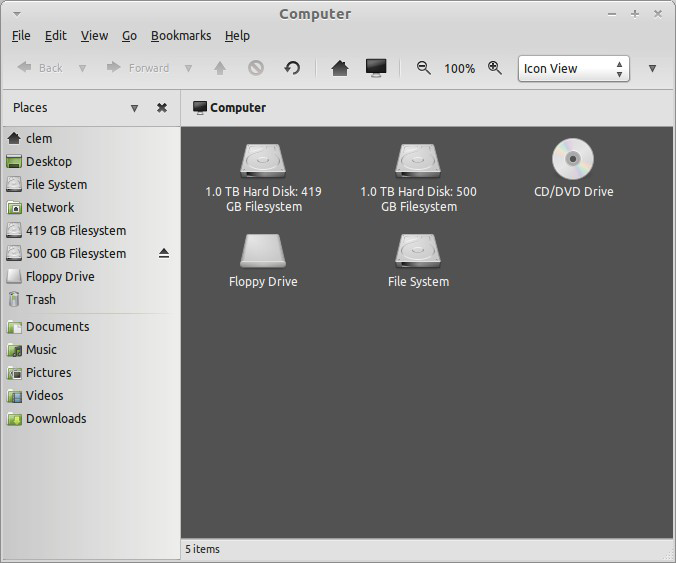 Computer
File Edit View Go Bookmarks Help
Back Forward 100% Icon View
Places
Computer
clem
Desktop
File System
Network
419 GB Filesystem
500 GB Filesystem
Floppy Drive
Trash
Documents
Music
Pictures
Videos
Downloads
1.0 TB Hard Disk: 419
GB Filesystem
1.0 TB Hard Disk: 500
GB Filesystem
CD/DVD Drive
Floppy Drive
File System
5 items